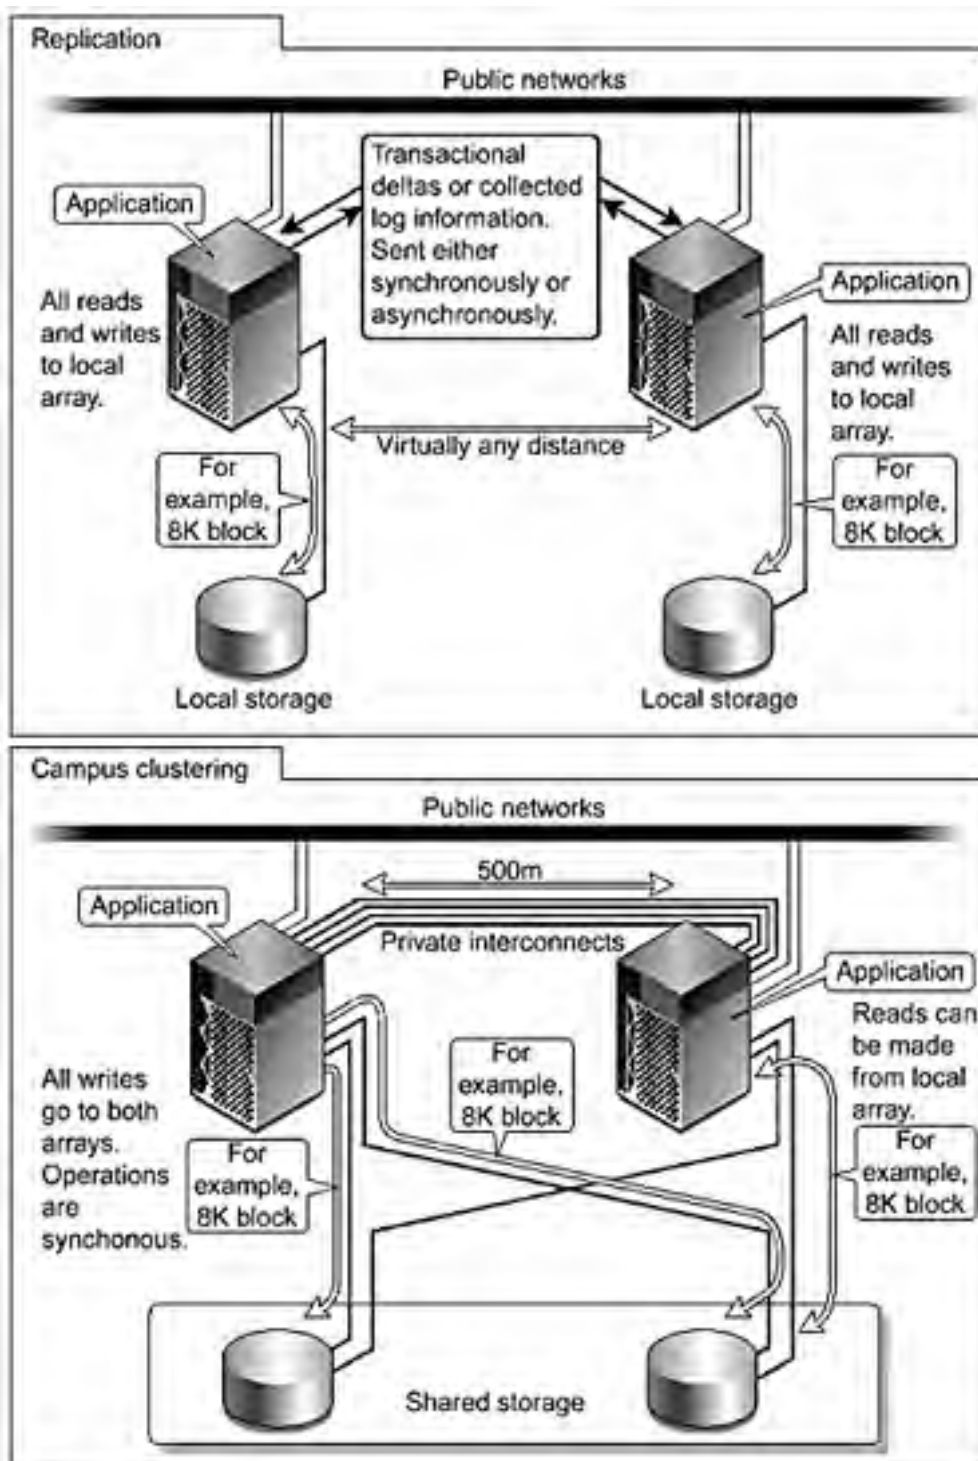 Replication
Public networks
Transactional
deltas or collected
log information.
Sent either
synchronously or
asynchronously.
Application
Application
All reads
and writes
to local
array.
All reads
and writes
to local
array.
Virtually any distance
For
example,
8K block
For
example,
8K block
Local storage
Local storage
Campus clustering
Public networks
500m
Application
Private interconnects
Application
Reads can
be made
from local
array.
For
example,
8K block
All writes
go to both
arrays.
Operations
are
synchonous.
For
example,
8K block
For
example,
8K block
Shared storage